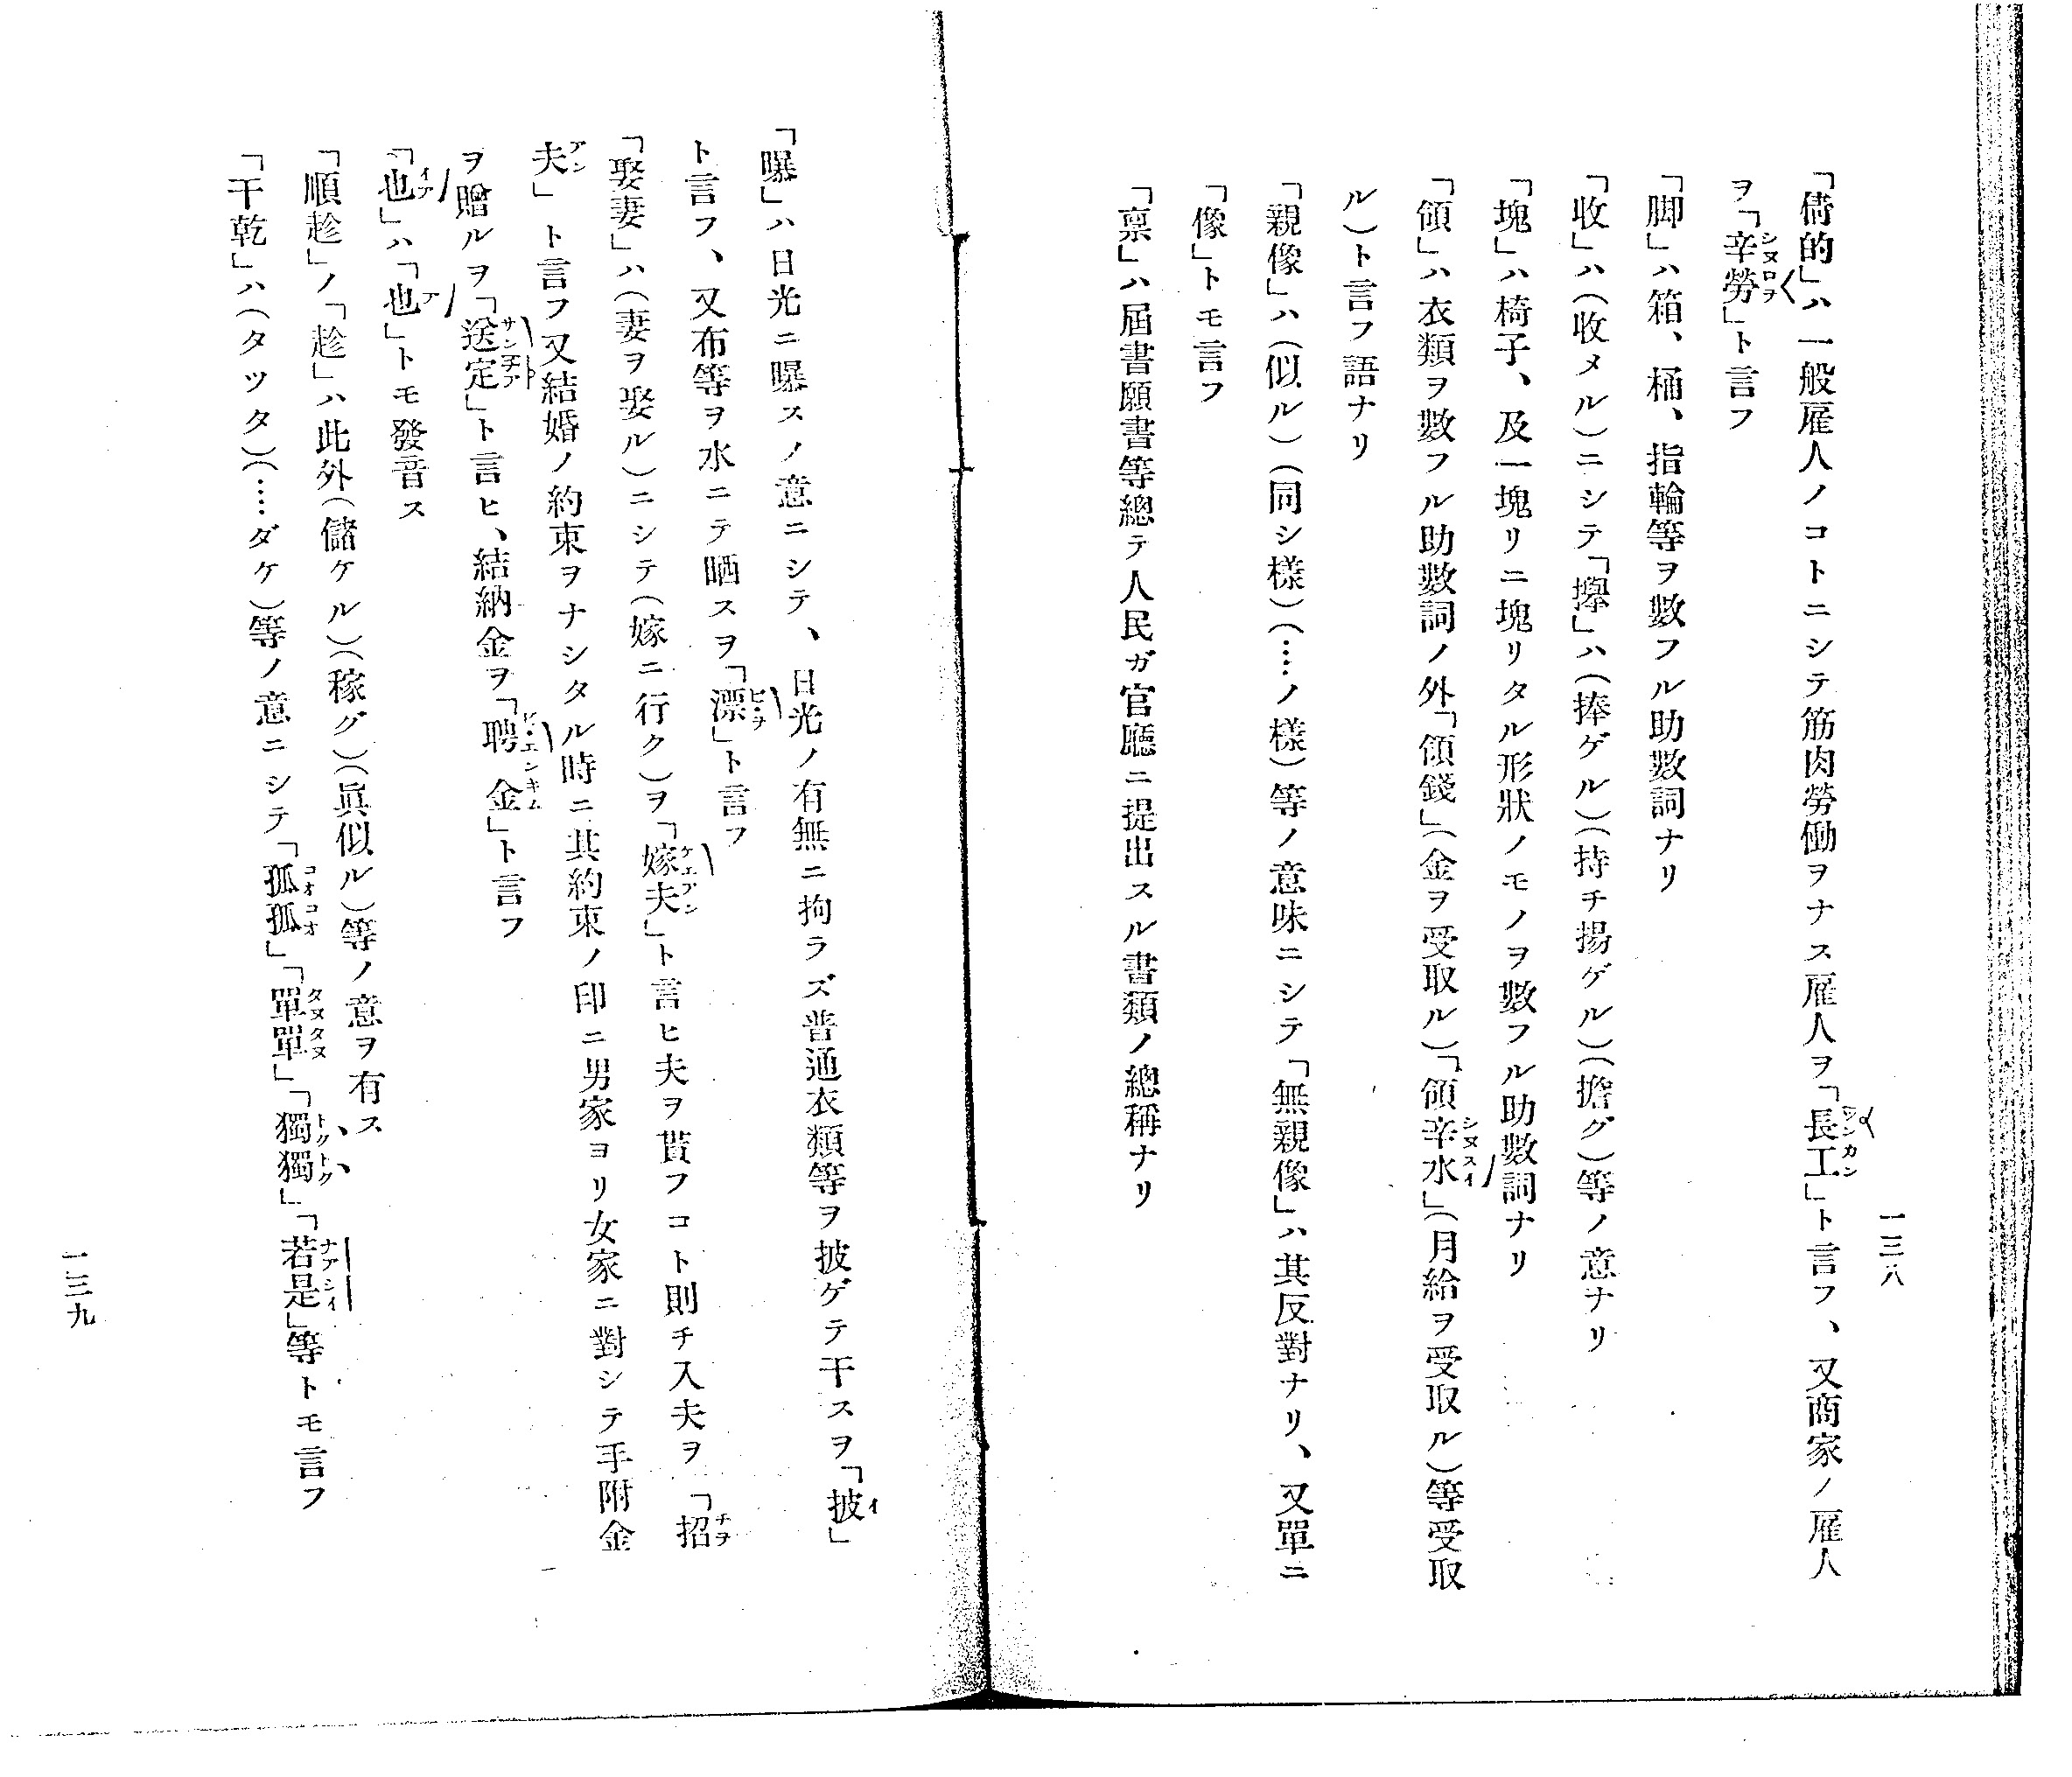 一三八
「倩的」ハ一般雇人ノコトニシテ筋肉勞働ヲナス雇人ヲ「長工」ト言フ、又商家ノ雇人
ヲ「辛勞」ト言フ
「脚」ハ箱、桶、指輪等ヲ數フル助數詞ナリ
「收」ハ(收メル)ニシテ「攑」ハ(捧ゲル)(持チ揚ゲル)(擔グ)等ノ意ナリ
「塊」ハ椅子、及一塊リニ塊リタル形狀ノモノヲ數フル助數詞ナリ
「領」ハ衣類ヲ數フル助數詞ノ外「領錢」(金ヲ受取ル)「領辛水」(月給ヲ受取ル)等受取
ル)ト言フ語ナリ
「親像」ハ(似ル)(同シ樣)(....ノ樣)等ノ意味ニシテ「無親像」ハ其反對ナリ、又單ニ
「像」トモ言フ
「禀」ハ屆書願書等總テ人民ガ官廳ニ提出スル書類ノ總稱ナリ
「曝」ハ日光ニ曝スノ意ニシテ、日光ノ有無ニ拘ラズ普通衣類等ヲ披ゲテ干スヲ「披」
ト言フ、又布等ヲ水ニテ晒スヲ「漂」ト言フ
「娶妻」ハ(妻ヲ娶ル)ニシテ(嫁ニ行ク)ヲ「嫁夫」ト言ヒ夫ヲ貰フコト則チ入夫ヲ「招
夫」ト言フ又結婚ノ約束ヲナシタル時ニ其約束ノ印ニ男家ヨリ女家ニ對シテ手附金
ヲ贈ルヲ「送定」ト言ヒ、結納金ヲ「聘金」ト言フ
「也」ハ「也」トモ發音ス
「順趁」ノ「趁」ハ此外(儲ケル)(稼グ)(眞似ル)等ノ意ヲ有ス
「干乾」ハ(タツタ)(....ダケ)等ノ意ニシテ「孤孤」「單單」「獨獨」「若是」等トモ言フ
一三九